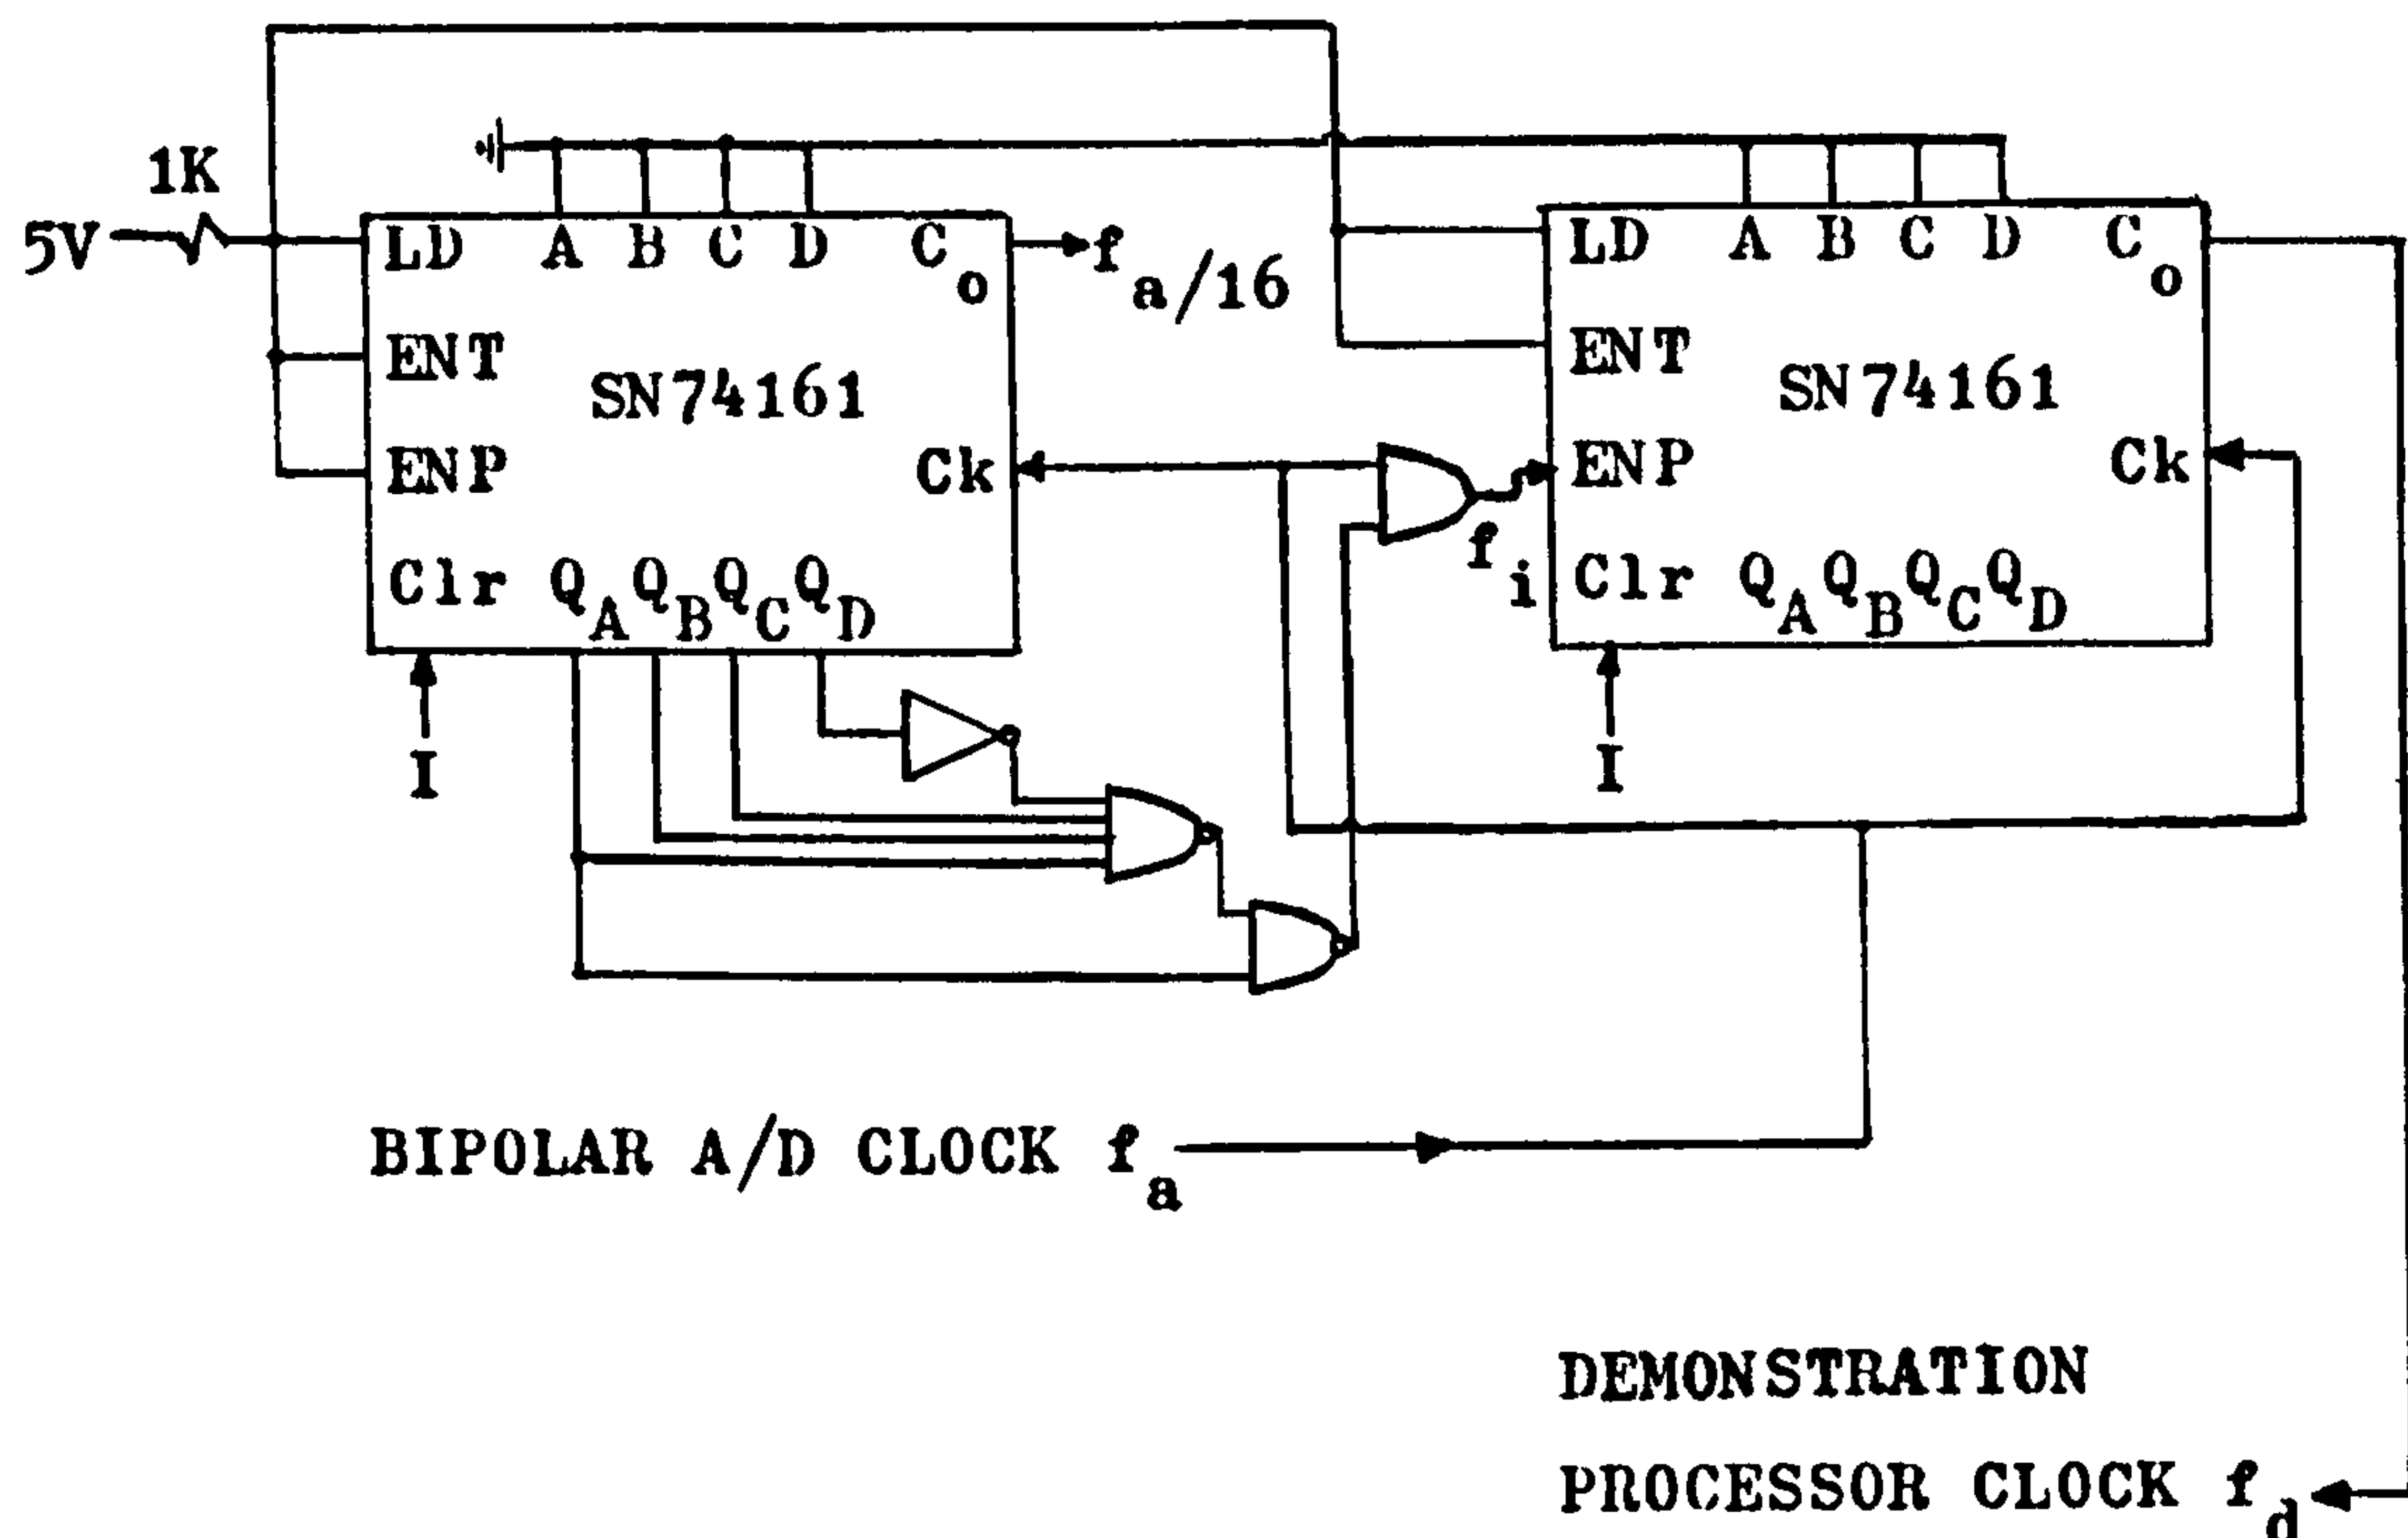 1K
5V
LD A B C D Co
fa/16
ENT
SN74161
ENP
Ck
Clr QA QB QC QD
I
LD A B C D Co
ENT
SN74161
ENP
Ck
fi
Clr QA QB QC QD
I
BIPOLAR A/D CLOCK fa
DEMONSTRATION
PROCESSOR CLOCK fd